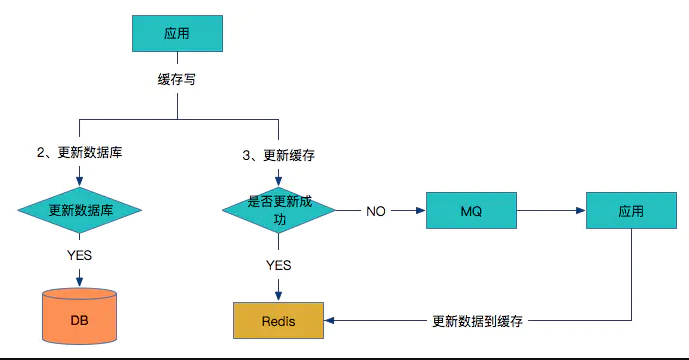 应用
缓存写
2、更新数据库
3、更新缓存
更新数据库
是否更新成
功
NO
MQ
应用
YES
YES
DB
Redis
更新数据到缓存